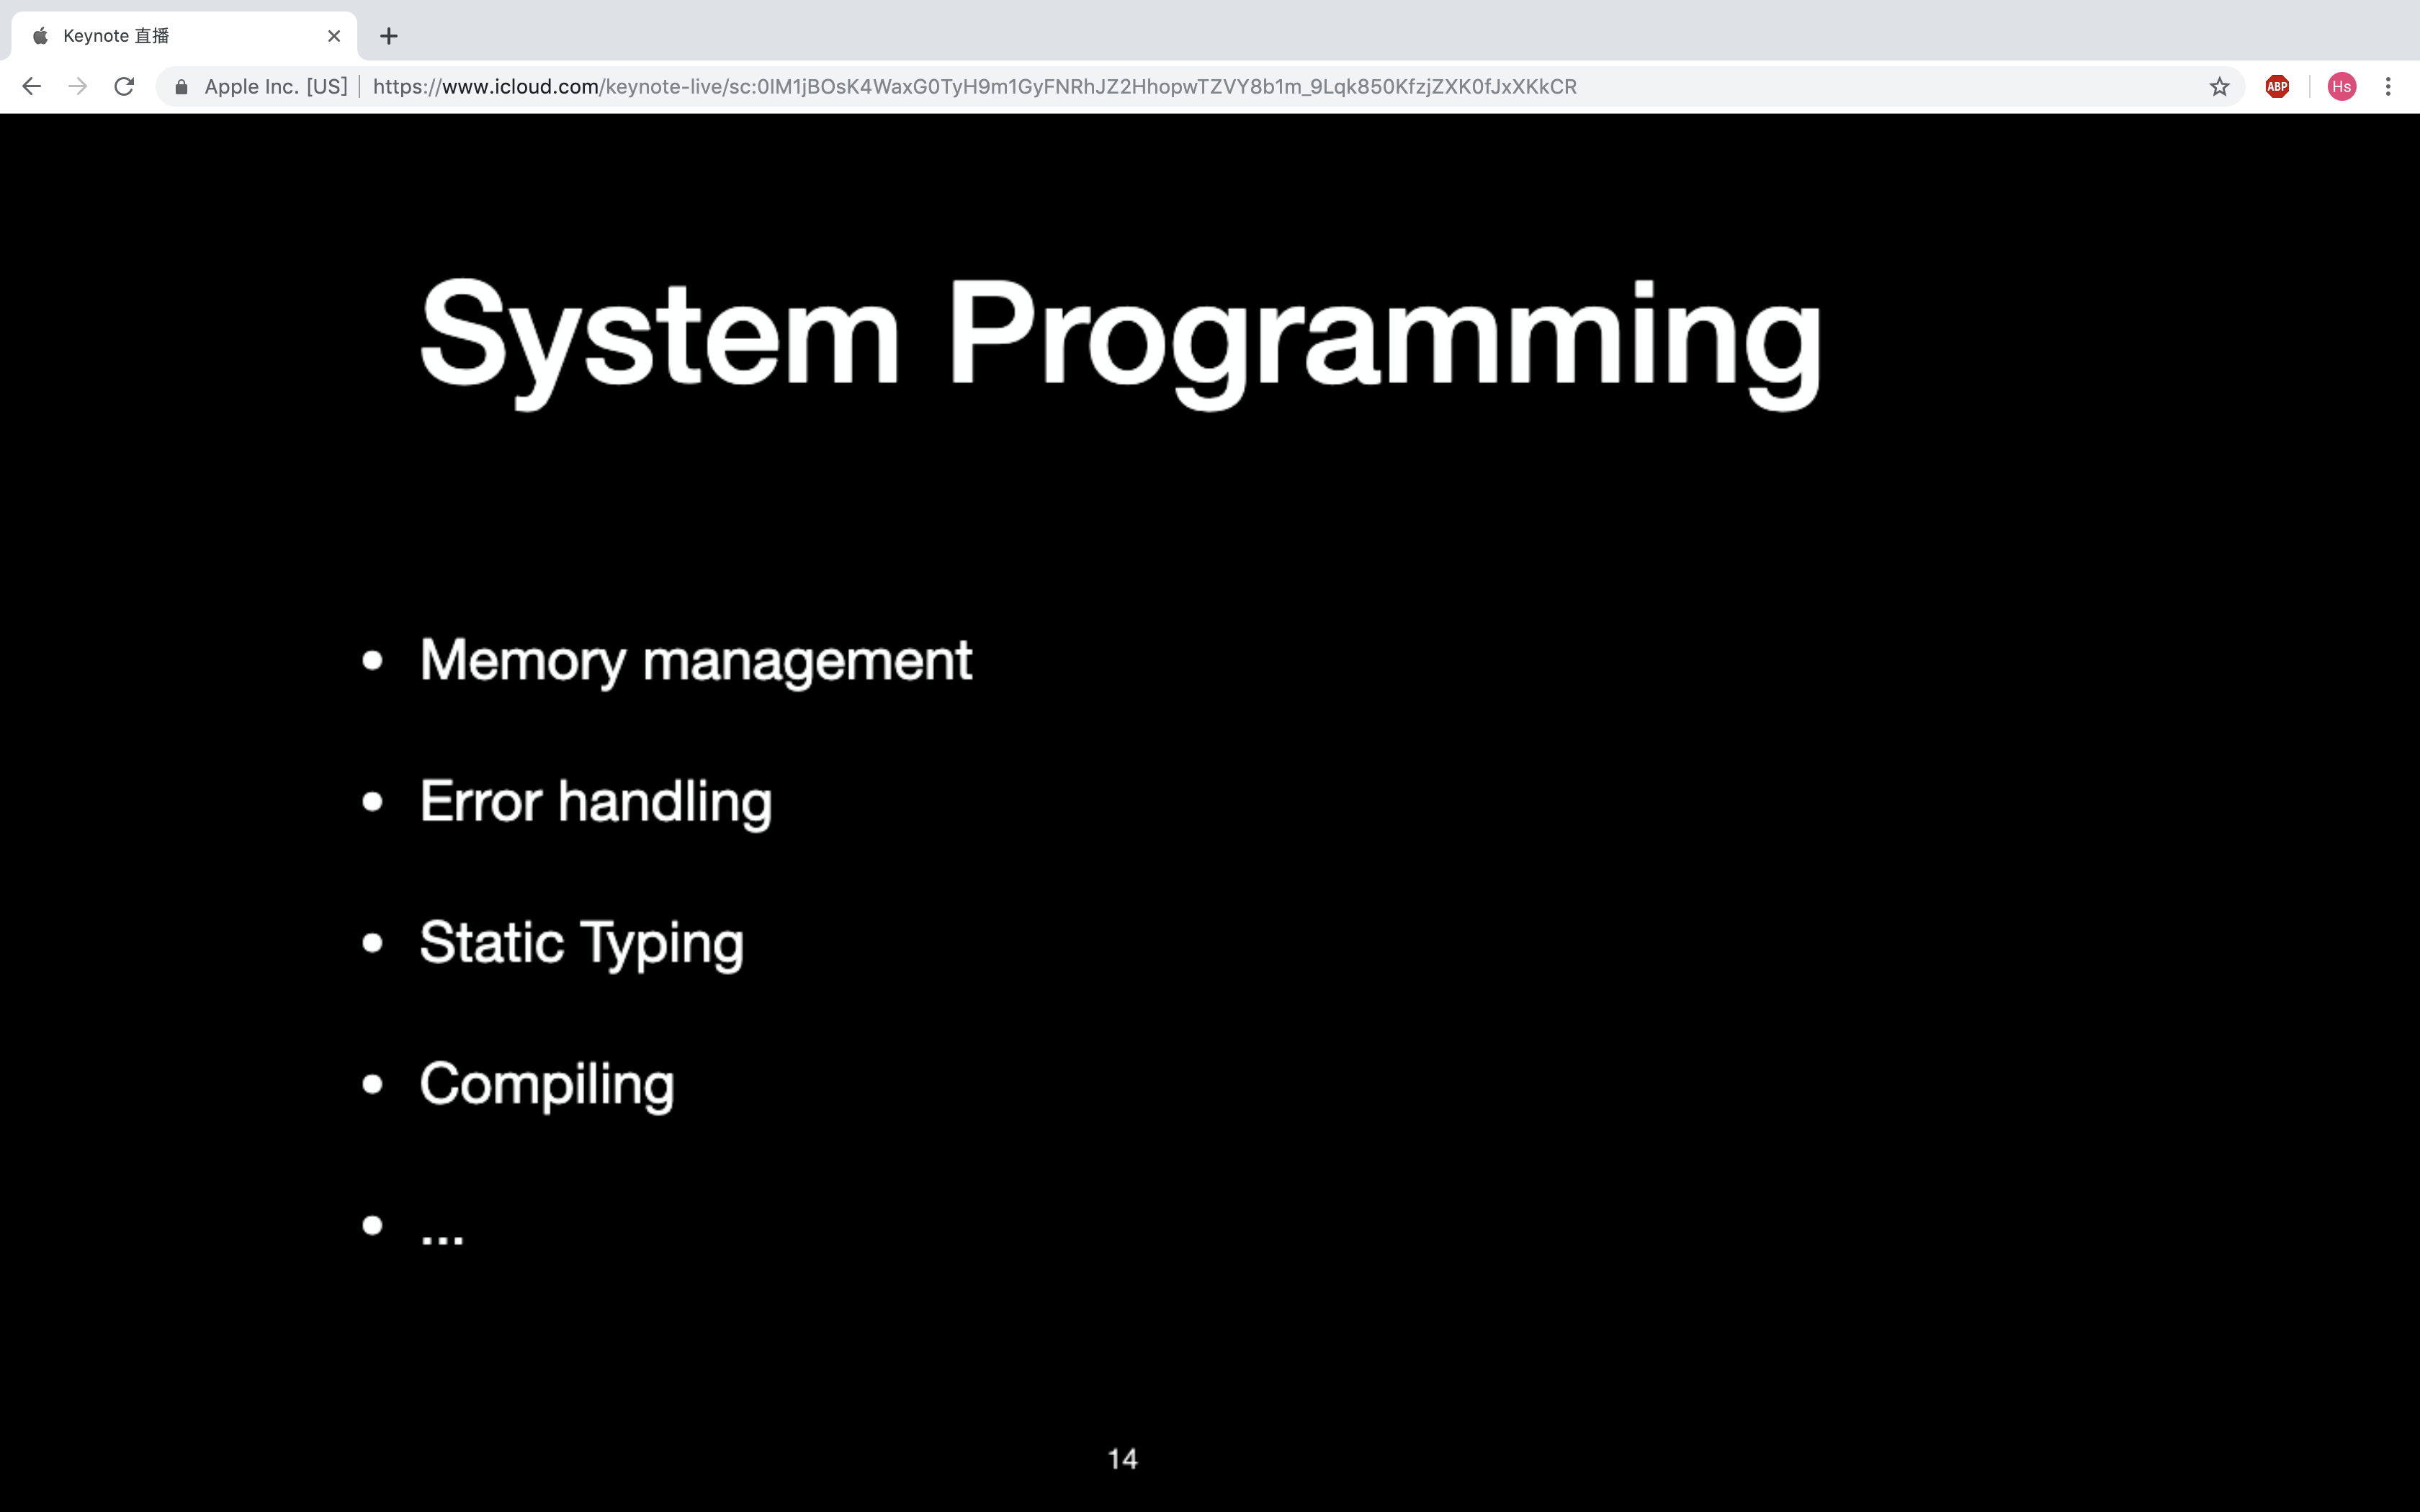 Keynote 直播
Apple Inc. [US] https://www.icloud.com/keynote-live/sc:0IM1jBOsK4WaxG0TyH9m1GyFNRhJZ2HhopwTZVY8b1m_9Lqk850KfzjZXK0fJxXKkCR
ABP
Hs
System Programming
• Memory management
• Error handling
• Static Typing
• Compiling
• ...
14